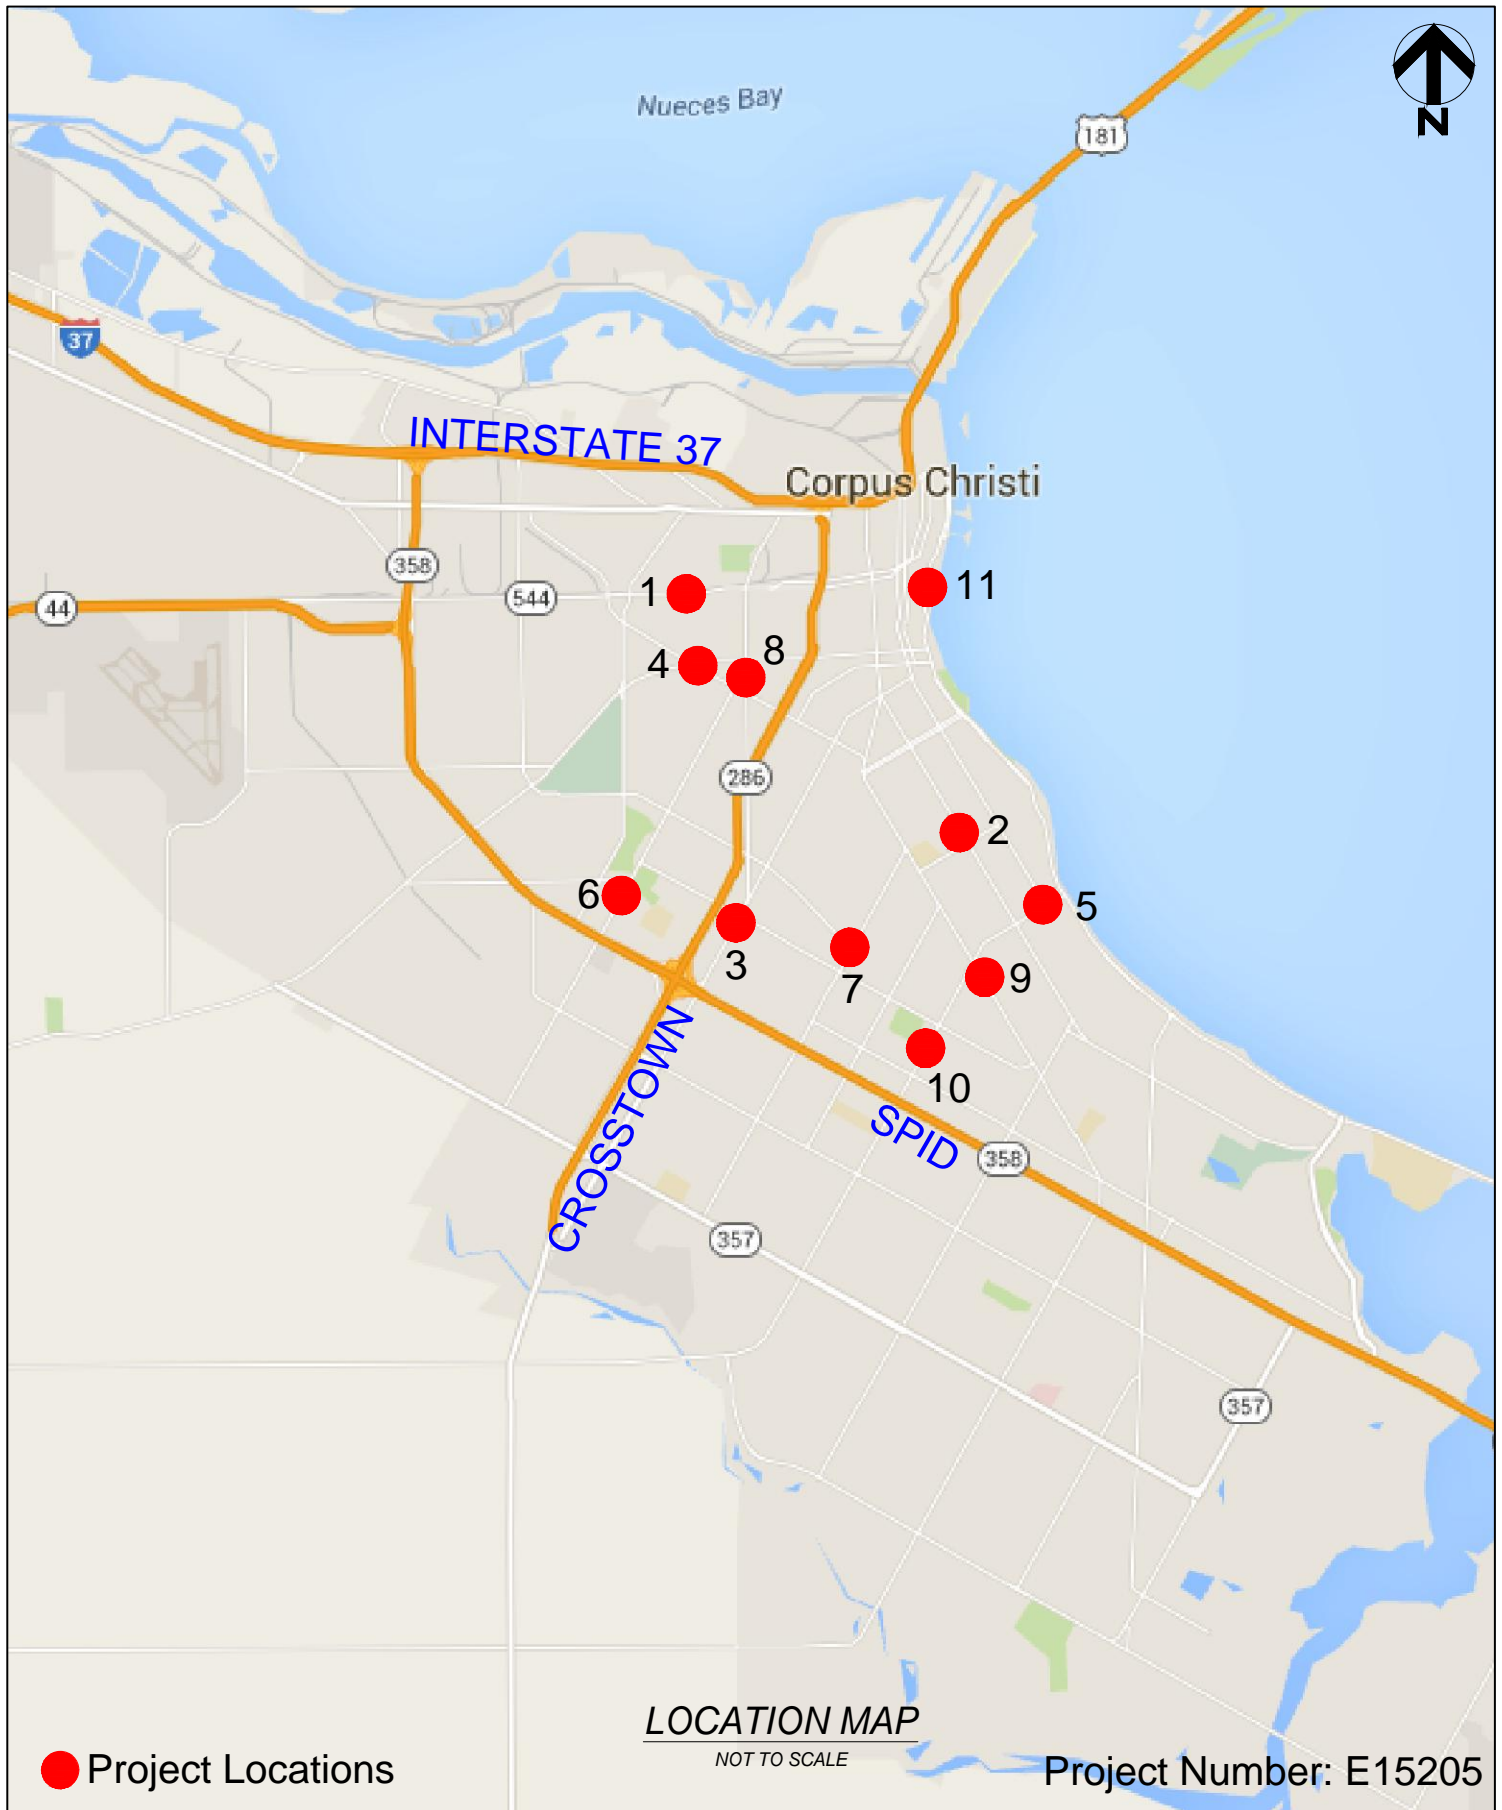 N
Nueces Bay
181
37
INTERSTATE 37
Corpus Christi
358
544
44
1
11
4
8
286
2
6
5
3
7
9
10
CROSSTOWN
SPID
358
357
357
LOCATION MAP
NOT TO SCALE
Project Locations
Project Number: E15205